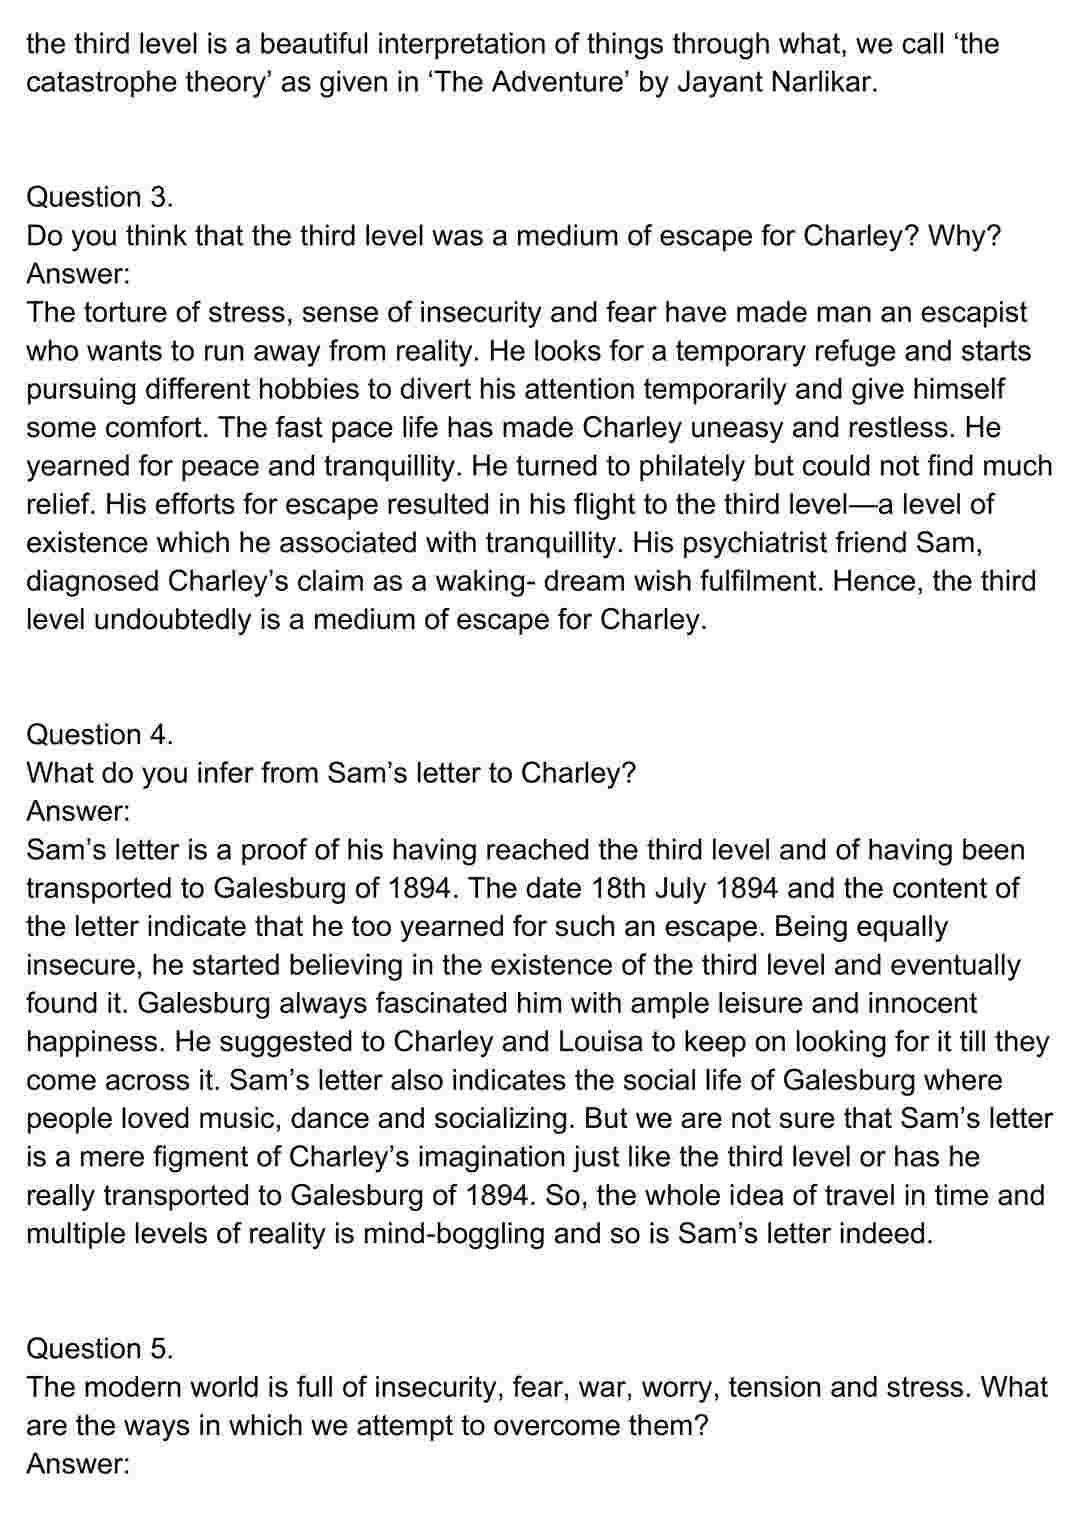 the third level is a beautiful interpretation of things through what, we call ‘the
catastrophe theory’ as given in ‘The Adventure’ by Jayant Narlikar.
Question 3.
Do you think that the third level was a medium of escape for Charley? Why?
Answer:
The torture of stress, sense of insecurity and fear have made man an escapist
who wants to run away from reality. He looks for a temporary refuge and starts
pursuing different hobbies to divert his attention temporarily and give himself
some comfort. The fast pace life has made Charley uneasy and restless. He
yearned for peace and tranquillity. He turned to philately but could not find much
relief. His efforts for escape resulted in his flight to the third level—a level of
existence which he associated with tranquillity. His psychiatrist friend Sam,
diagnosed Charley’s claim as a waking- dream wish fulfilment. Hence, the third
level undoubtedly is a medium of escape for Charley.
Question 4.
What do you infer from Sam’s letter to Charley?
Answer:
Sam’s letter is a proof of his having reached the third level and of having been
transported to Galesburg of 1894. The date 18th July 1894 and the content of
the letter indicate that he too yearned for such an escape. Being equally
insecure, he started believing in the existence of the third level and eventually
found it. Galesburg always fascinated him with ample leisure and innocent
happiness. He suggested to Charley and Louisa to keep on looking for it till they
come across it. Sam’s letter also indicates the social life of Galesburg where
people loved music, dance and socializing. But we are not sure that Sam’s letter
is a mere figment of Charley’s imagination just like the third level or has he
really transported to Galesburg of 1894. So, the whole idea of travel in time and
multiple levels of reality is mind-boggling and so is Sam’s letter indeed.
Question 5.
The modern world is full of insecurity, fear, war, worry, tension and stress. What
are the ways in which we attempt to overcome them?
Answer: